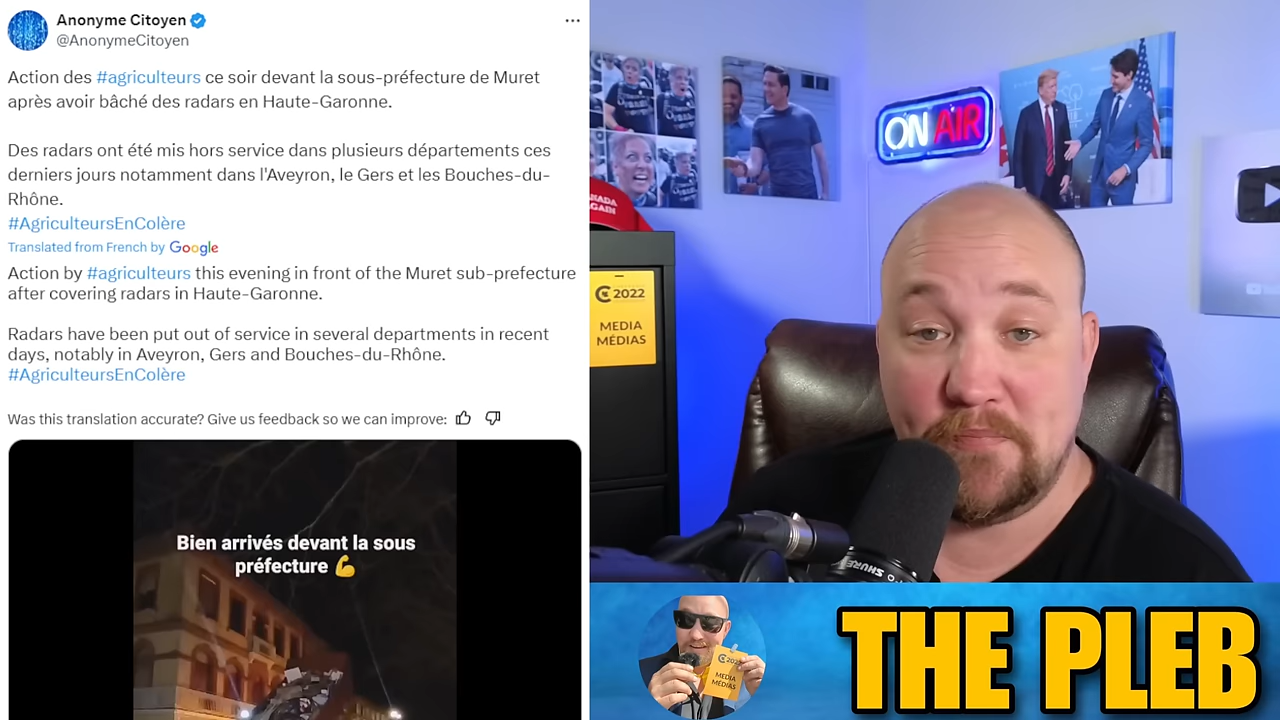 Anonyme Citoyen
@AnonymeCitoyen
Action des #agriculteurs ce soir devant la sous-préfecture de Muret
après avoir bâché des radars en Haute-Garonne.
Des radars ont été mis hors service dans plusieurs départements ces
derniers jours notamment dans l'Aveyron, le Gers et les Bouches-du-
Rhône.
#AgriculteursEnColère
Translated from French by Google
Action by #agriculteurs this evening in front of the Muret sub-prefecture
after covering radars in Haute-Garonne.
Radars have been put out of service in several departments in recent
days, notably in Aveyron, Gers and Bouches-du-Rhône.
#AgriculteursEnColère
Was this translation accurate? Give us feedback so we can improve:
Bien arrivés devant la sous
préfecture 💪
ON AIR
AGAIN
C 2022
MEDIA
MÉDIAS
SHURE
THE PLEB
2022
MEDIA
MÉDIAS